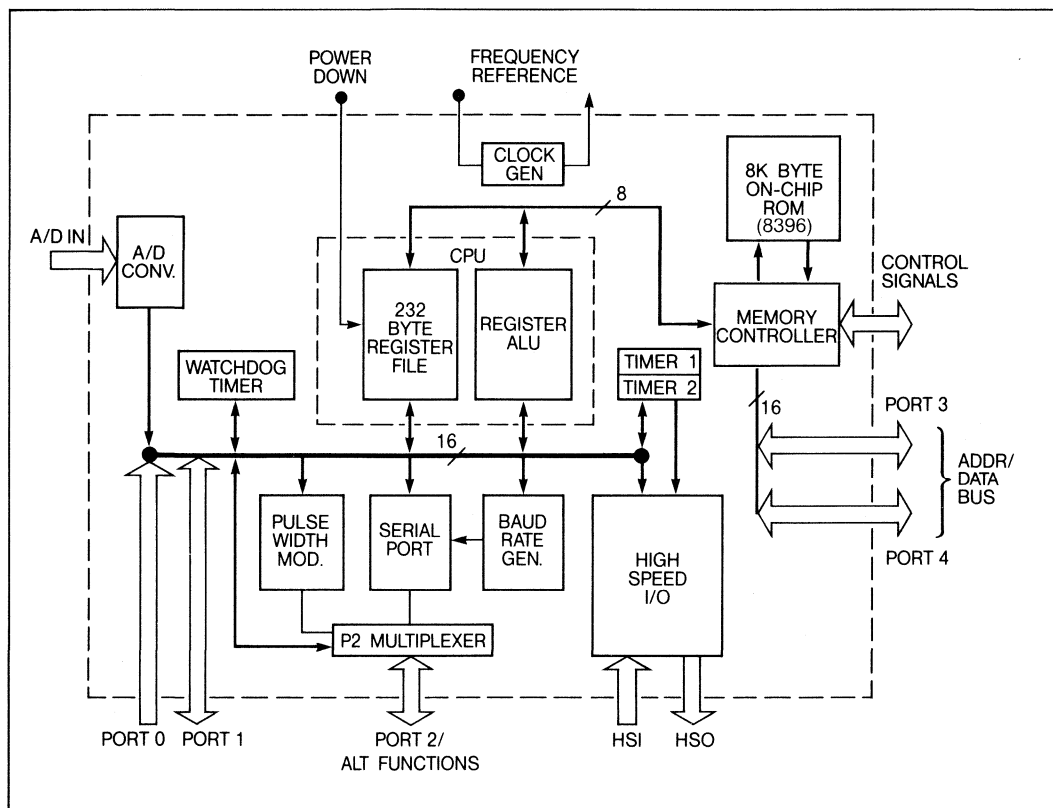 POWER
DOWN
FREQUENCY
REFERENCE
CLOCK
GEN
8K BYTE
ON-CHIP
ROM
(8396)
8
A/D IN
A/D
CONV.
CPU
CONTROL
SIGNALS
232
BYTE
REGISTER
FILE
REGISTER
ALU
MEMORY
CONTROLLER
WATCHDOG
TIMER
TIMER 1
TIMER 2
16
PORT 3
16
ADDR/
DATA
BUS
PULSE
WIDTH
MOD.
SERIAL
PORT
BAUD
RATE
GEN.
HIGH
SPEED
I/O
PORT 4
P2 MULTIPLEXER
PORT 0
PORT 1
PORT 2/
ALT FUNCTIONS
HSI
HSO